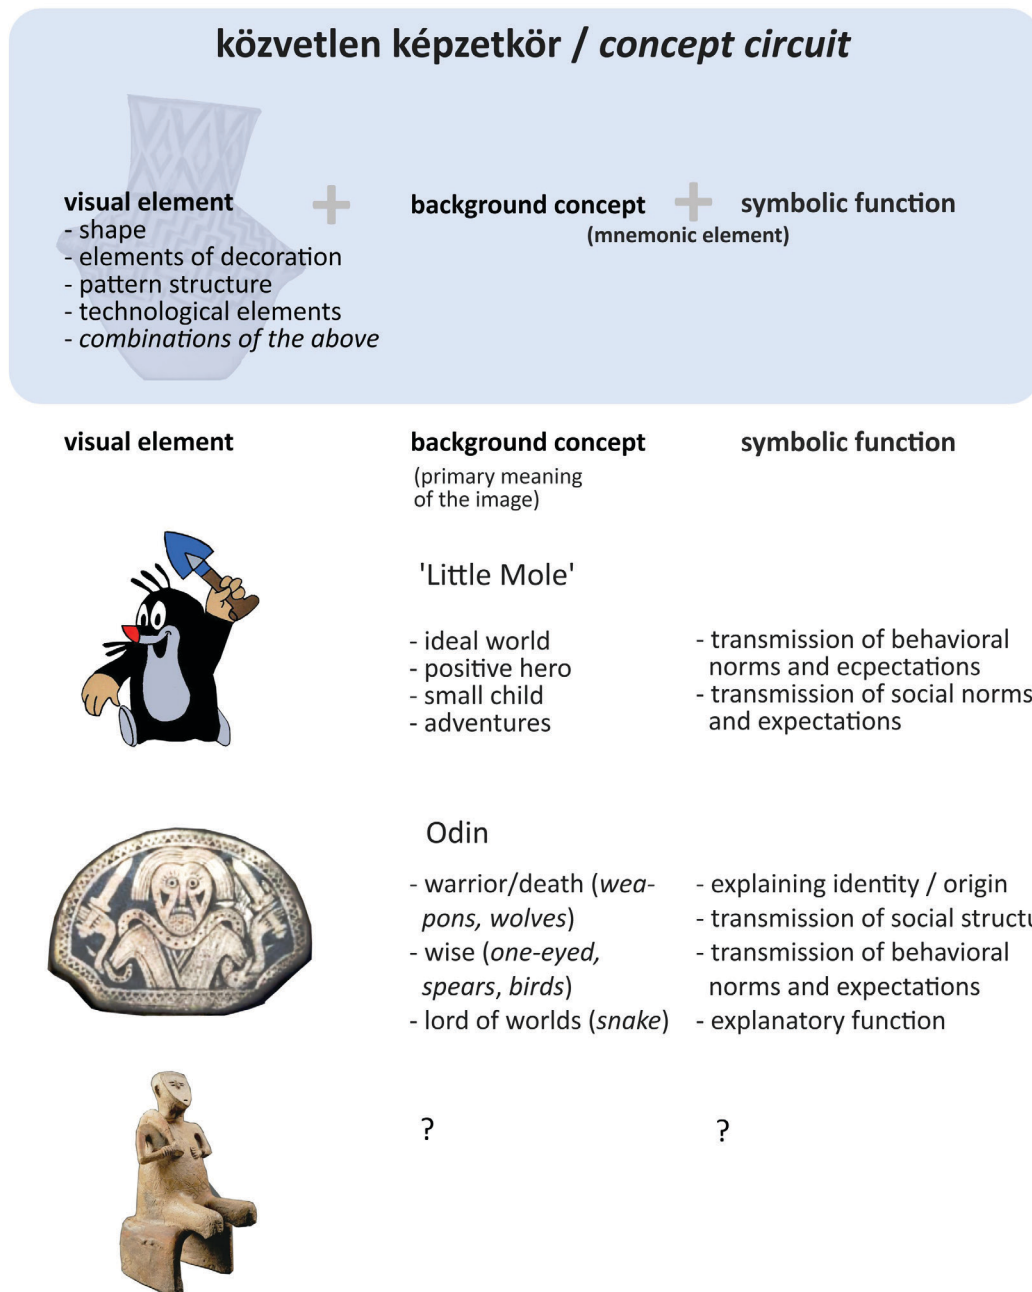 közvetlen képzetkör / concept circuit
visual element + background concept + symbolic function
(mnemonic element)
- shape
- elements of decoration
- pattern structure
- technological elements
- combinations of the above
visual element background concept symbolic function
(primary meaning
of the image)
'Little Mole'
- ideal world
- positive hero
- small child
- adventures
- transmission of behavioral
norms and ecpectations
- transmission of social norms
and expectations
Odin
- warrior/death (wea-
pons, wolves)
- wise (one-eyed,
spears, birds)
- lord of worlds (snake)
- explaining identity / origin
- transmission of social structu
- transmission of behavioral
norms and expectations
- explanatory function
? ?